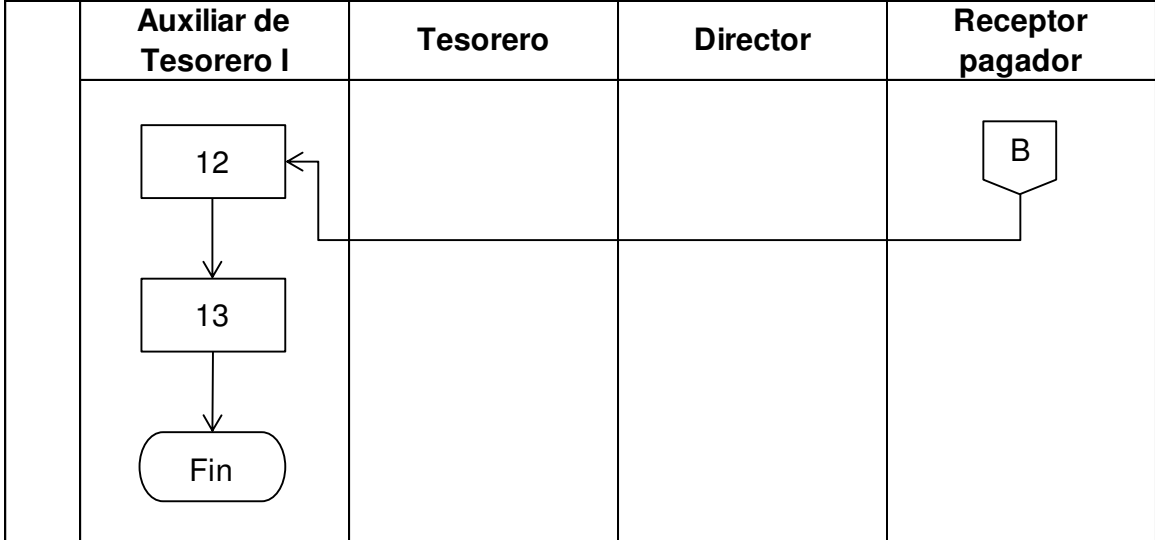 Auxiliar de
Tesorero I
Tesorero
Director
Receptor
pagador
B
12
13
Fin